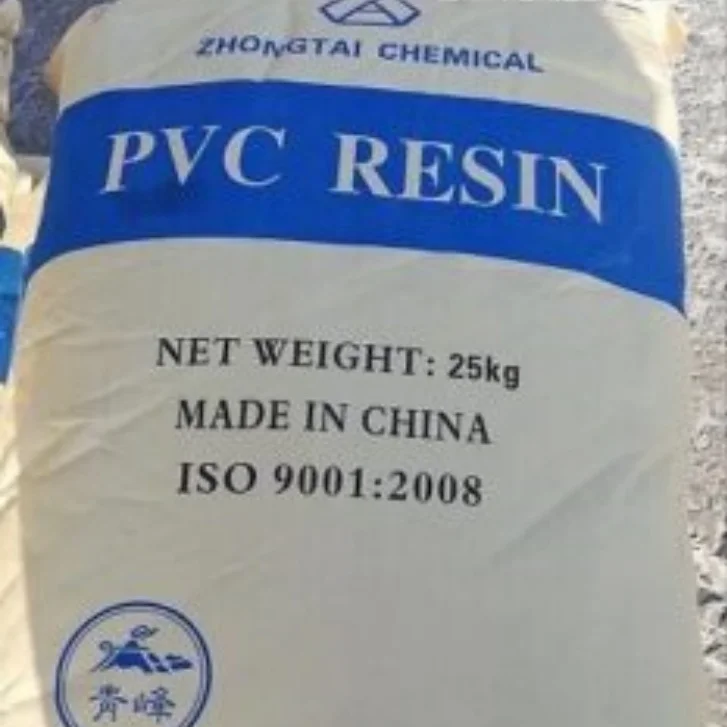 ZHONGTAI CHEMICAL
PVC RESIN
NET WEIGHT: 25kg
MADE IN CHINA
ISO 9001:2008
青峰